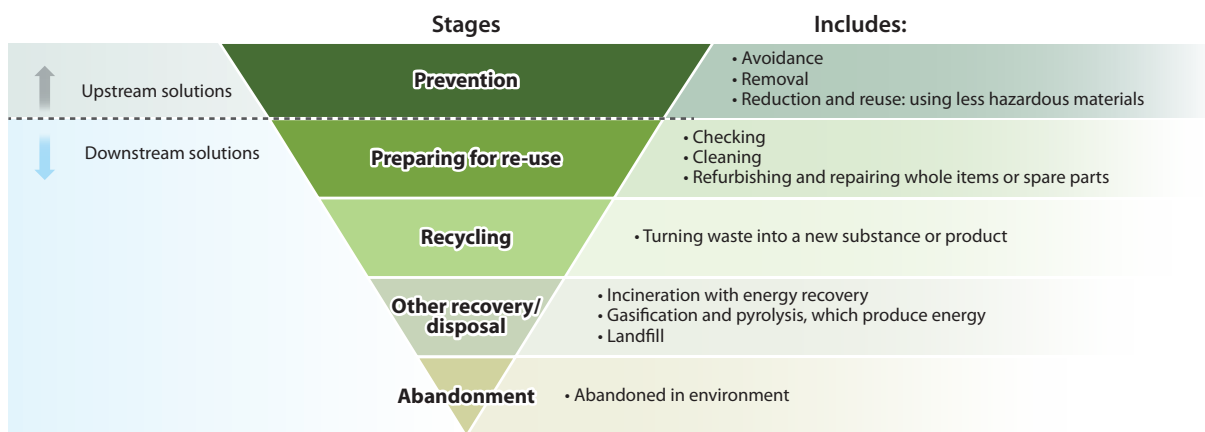 Stages
Includes:
Upstream solutions
Prevention
• Avoidance
• Removal
• Reduction and reuse: using less hazardous materials
Downstream solutions
Preparing for re-use
• Checking
• Cleaning
• Refurbishing and repairing whole items or spare parts
Recycling
• Turning waste into a new substance or product
Other recovery/
disposal
• Incineration with energy recovery
• Gasification and pyrolysis, which produce energy
• Landfill
Abandonment
• Abandoned in environment